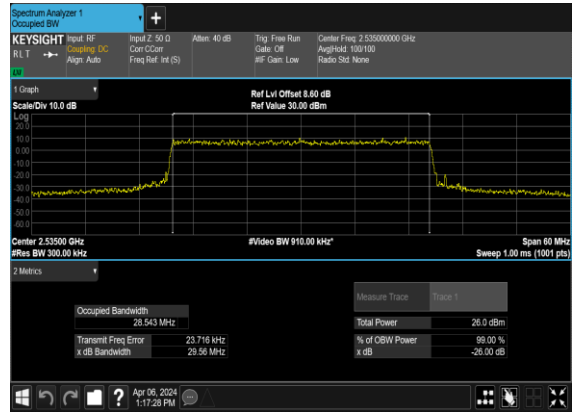 Spectrum Analyzer 1
Occupied BW
+
KEYSIGHT
RLT
Input: RF
Coupling: DC
Align: Auto
Input Z: 50 Ω
Corr CCorr
Freq Ref: Int (S)
Atten: 40 dB
Trig: Free Run
Gate: Off
#IF Gain: Low
Center Freq: 2.535000000 GHz
Avg|Hold: 100/100
Radio Std: None
1 Graph
Scale/Div 10.0 dB
Ref Lvl Offset 8.60 dB
Ref Value 30.00 dBm
Log
20.0
10.0
0.00
-10.0
-20.0
-30.0
-40.0
-50.0
-60.0
Center 2.53500 GHz
#Res BW 300.00 kHz
#Video BW 910.00 kHz*
Span 60 MHz
Sweep 1.00 ms (1001 pts)
2 Metrics
Measure Trace
Trace 1
Occupied Bandwidth
28.543 MHz
Total Power
26.0 dBm
Transmit Freq Error
23.716 kHz
% of OBW Power
99.00 %
x dB Bandwidth
29.56 MHz
x dB
-26.00 dB
?
Apr 06, 2024
1:17:28 PM